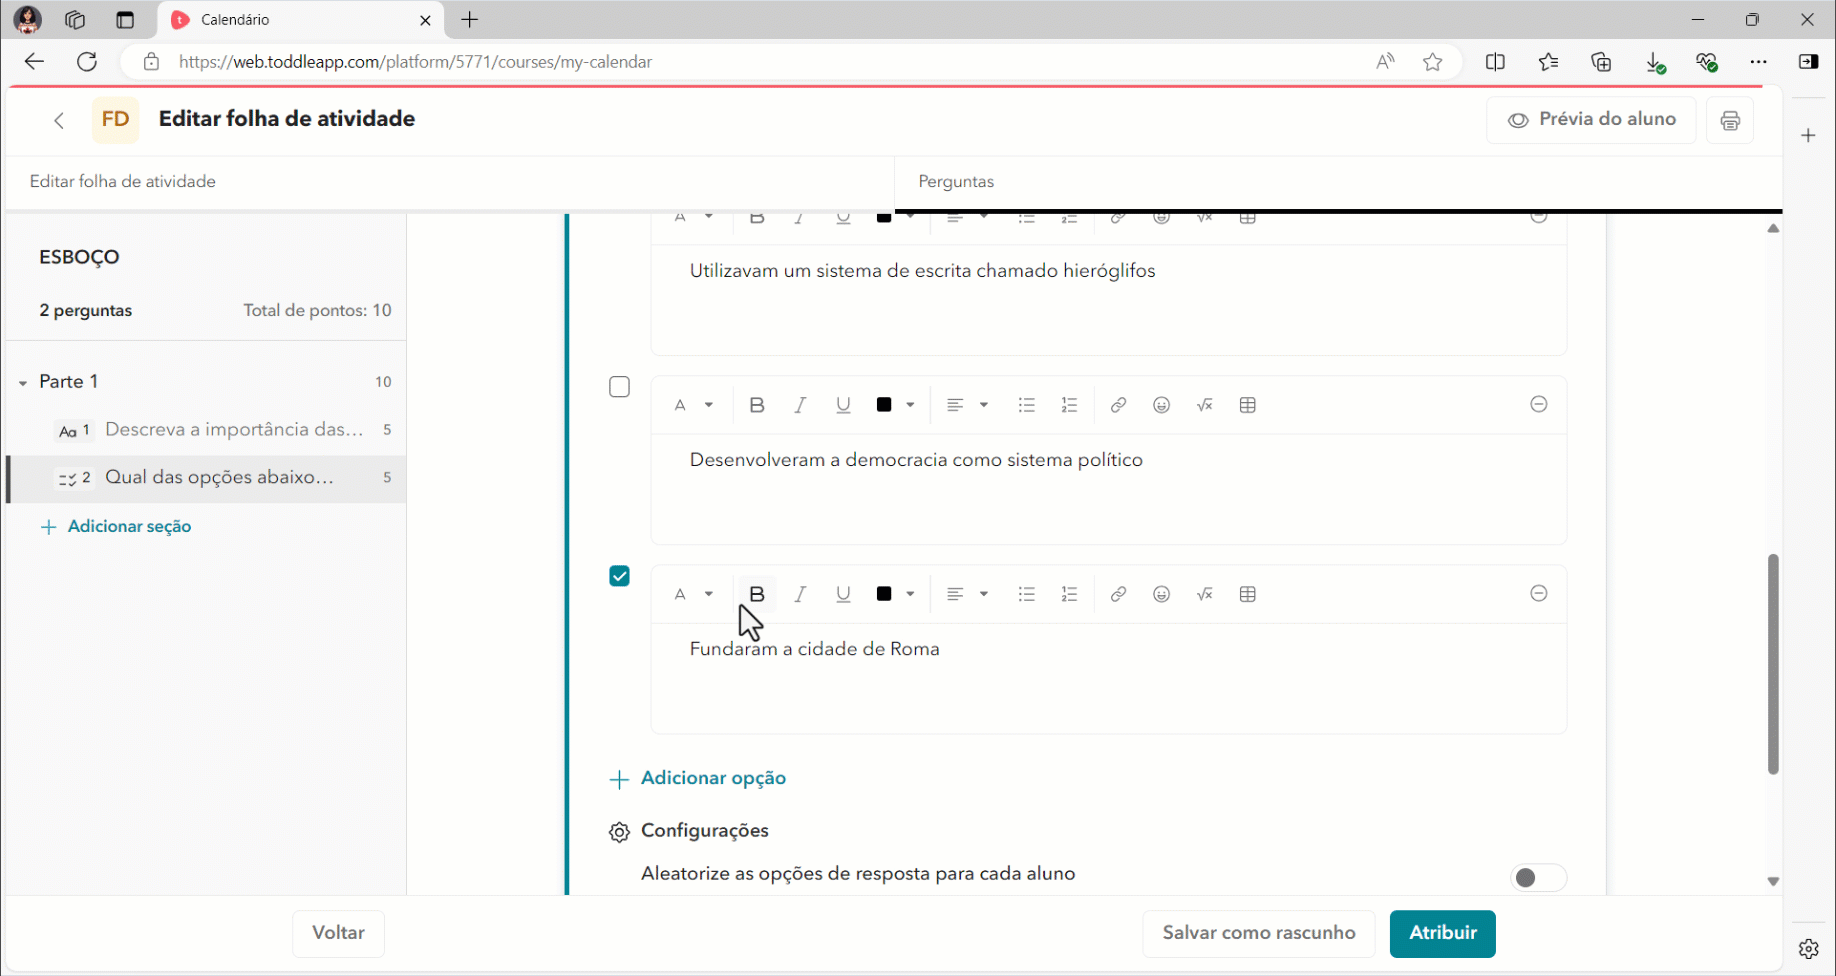 Calendário
https://web.toddleapp.com/platform/5771/courses/my-calendar
FD Editar folha de atividade
Prévia do aluno
Editar folha de atividade
Perguntas
ESBOÇO
2 perguntas Total de pontos: 10
Parte 1 10
Aa 1 Descreva a importância das... 5
2 Qual das opções abaixo... 5
Adicionar seção
Utilizavam um sistema de escrita chamado hieróglifos
Desenvolveram a democracia como sistema político
Fundaram a cidade de Roma
Adicionar opção
Configurações
Aleatorize as opções de resposta para cada aluno
Voltar
Salvar como rascunho
Atribuir